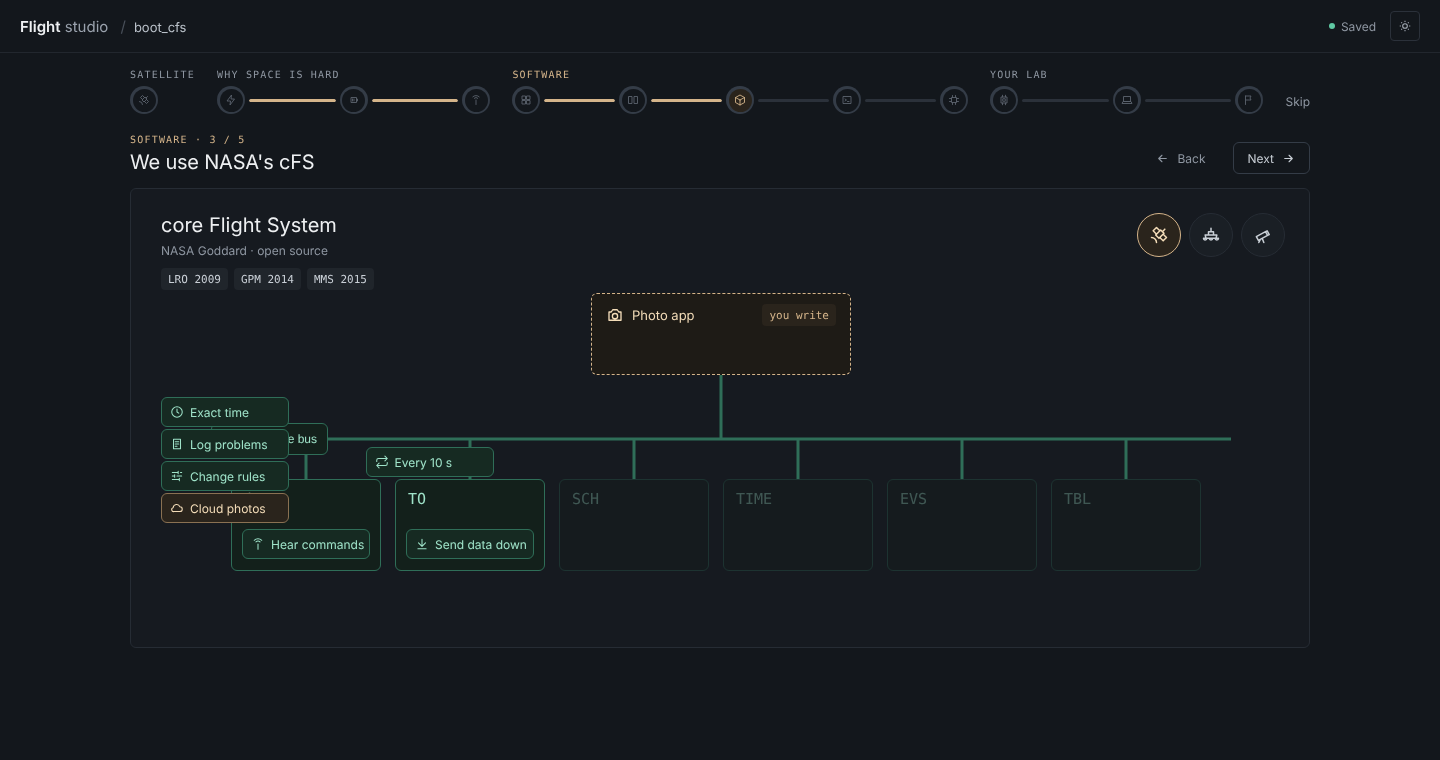 Flight studio / boot_cfs
Saved
SATELLITE
WHY SPACE IS HARD
SOFTWARE
YOUR LAB
Skip
SOFTWARE · 3 / 5
We use NASA's cFS
← Back
Next →
core Flight System
NASA Goddard · open source
LRO 2009
GPM 2014
MMS 2015
Photo app
you write
Exact time
Log problems
bus
Change rules
Every 10 s
Cloud photos
TO
SCH
TIME
EVS
TBL
Hear commands
Send data down